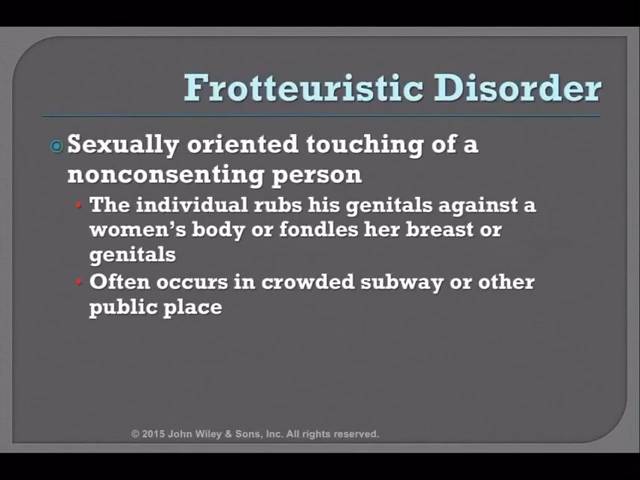 Frotteuristic Disorder
Sexually oriented touching of a
nonconsenting person
• The individual rubs his genitals against a
women's body or fondles her breast or
genitals
• Often occurs in crowded subway or other
public place
© 2015 John Wiley & Sons, Inc. All rights reserved.